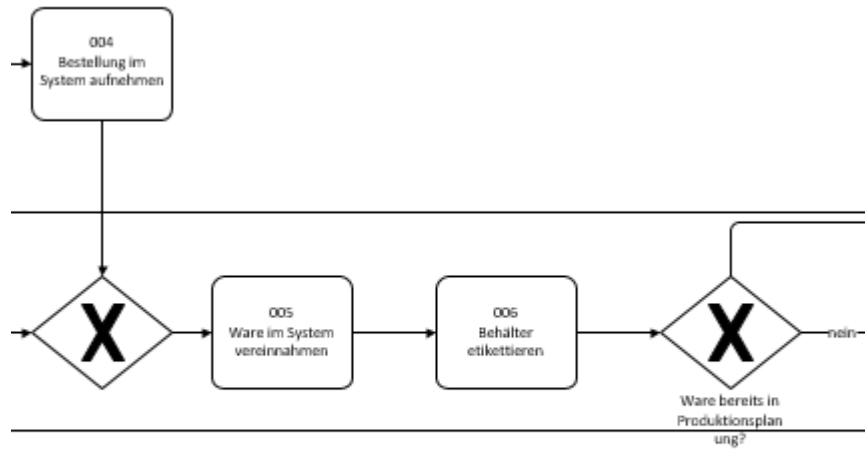 004
Bestellung im
System aufnehmen
X
005
Ware im System
vereinnahmen
006
Behälter
etikettieren
X
nein
Ware bereits in
Produktionsplan
ung?